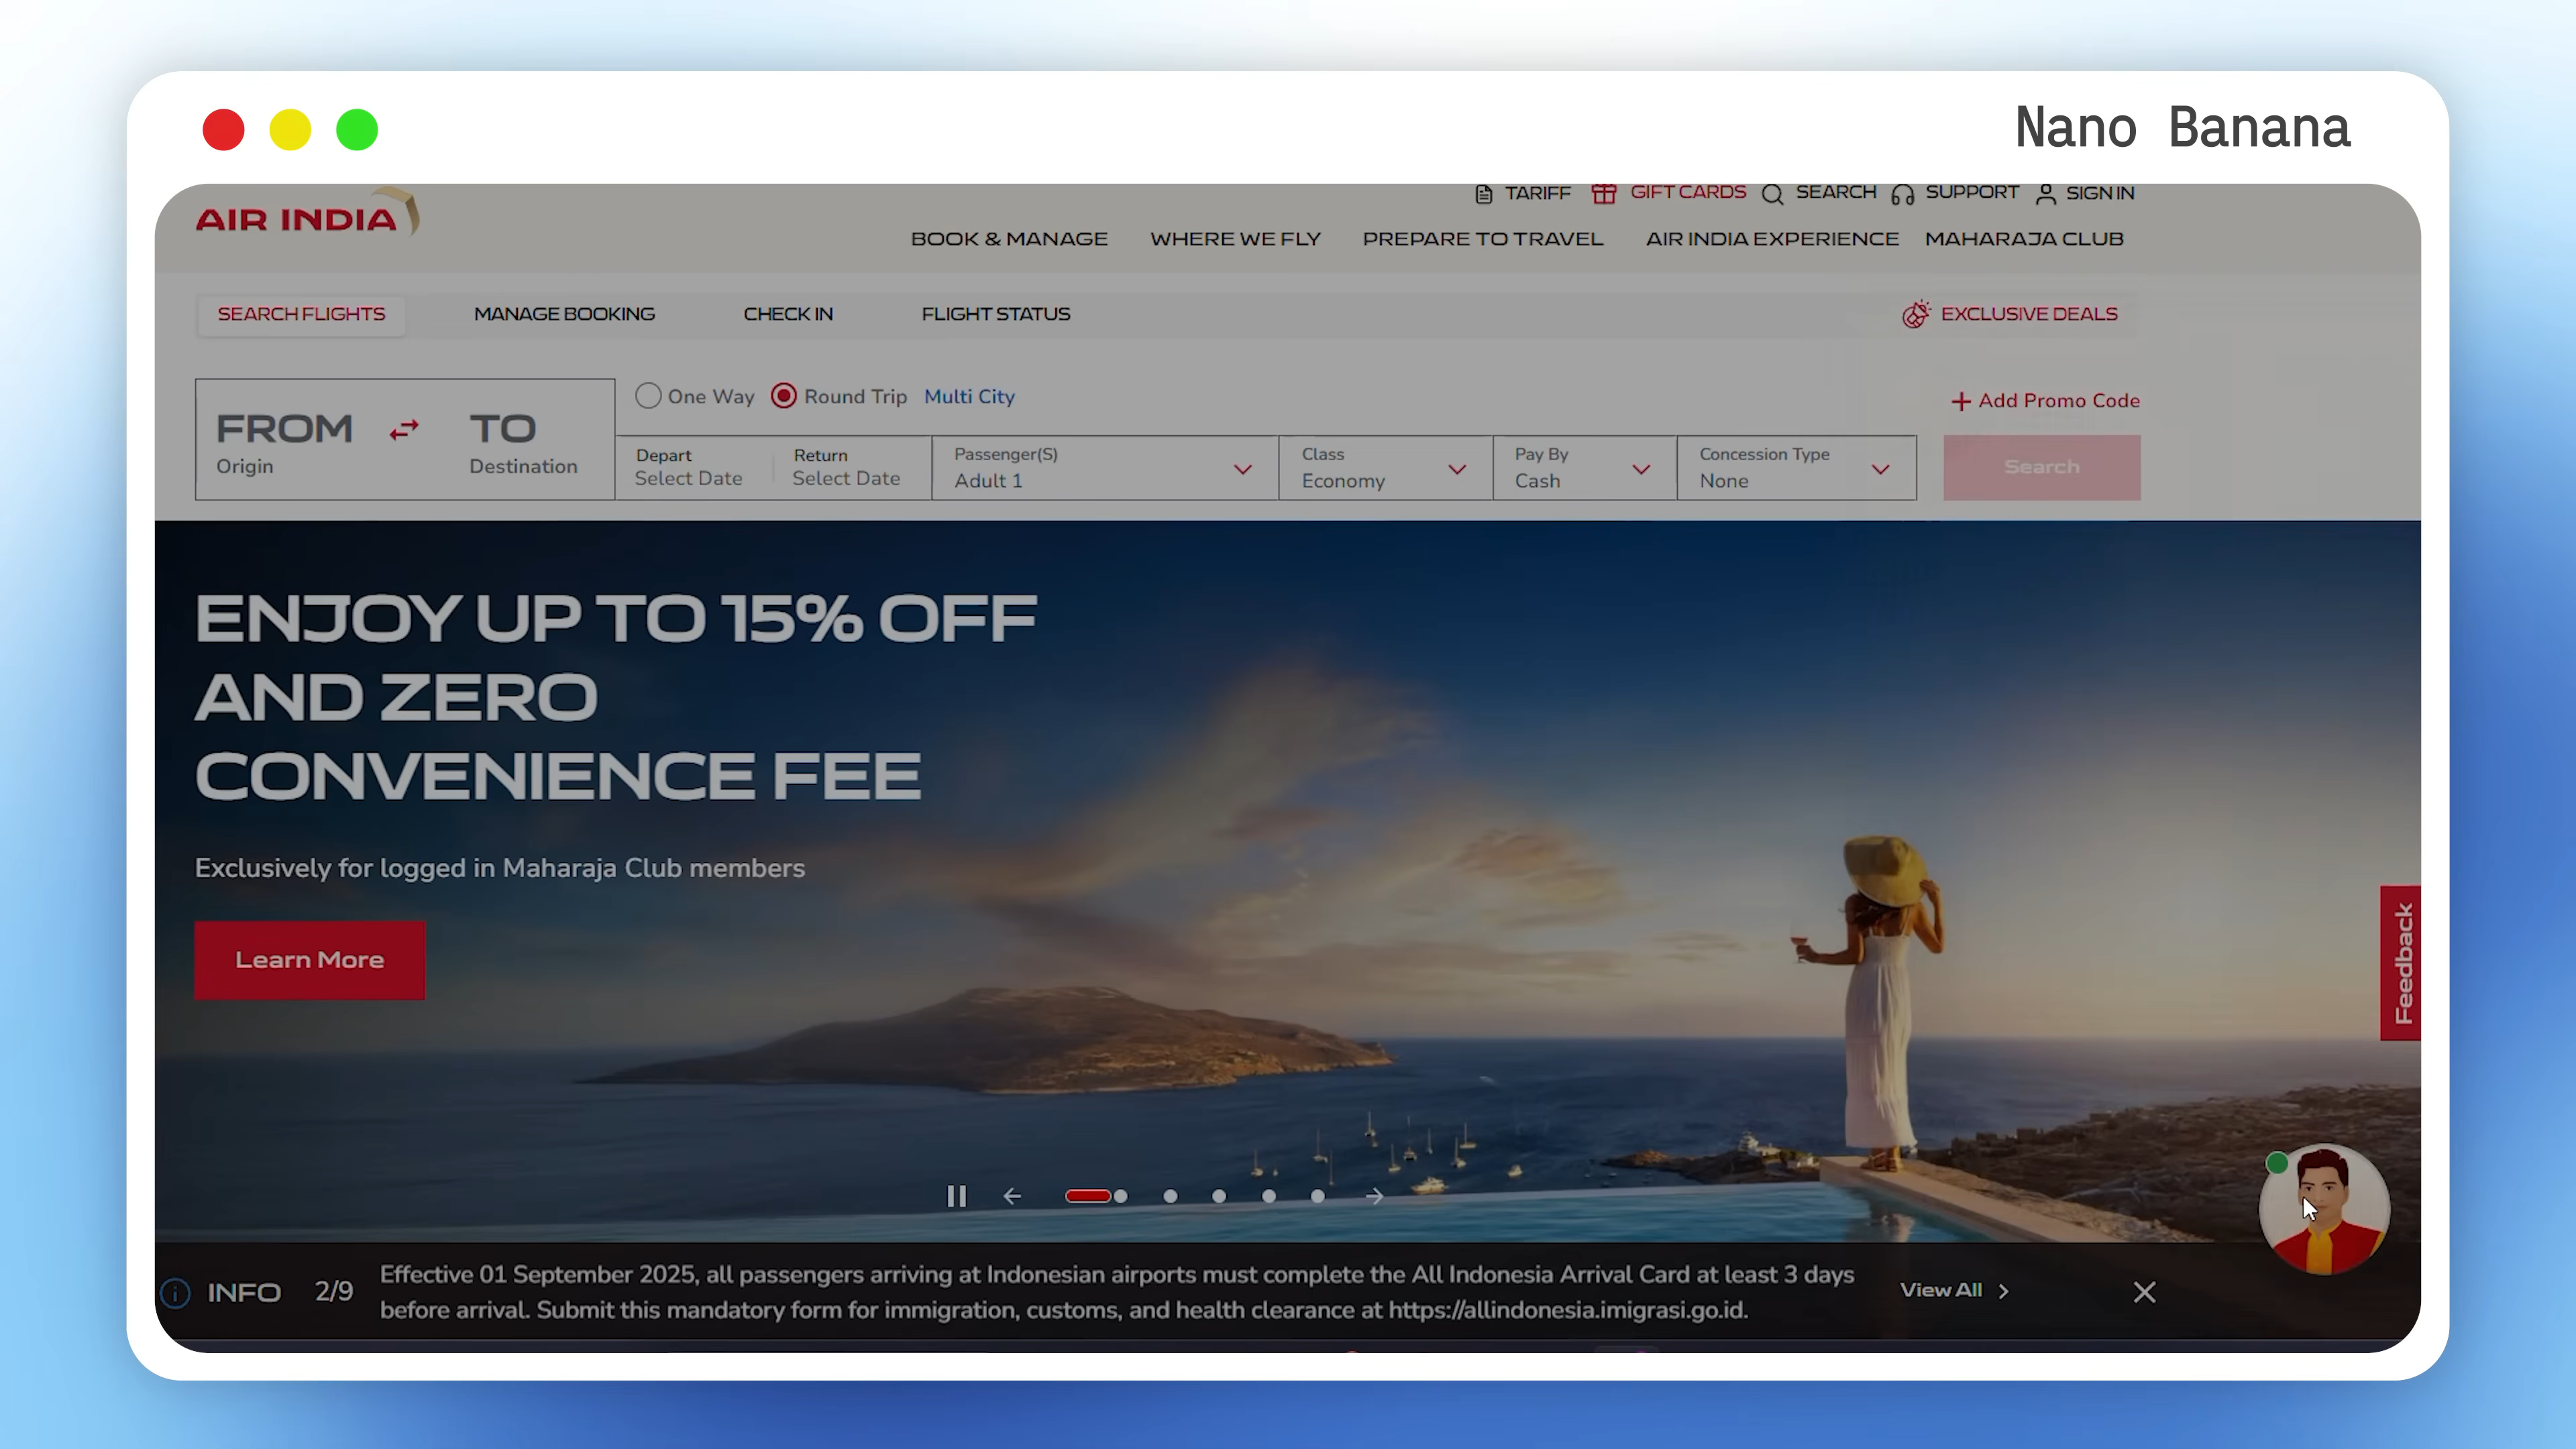 Nano Banana
AIR INDIA
TARIFF GIFT CARDS SEARCH SUPPORT SIGN IN
BOOK & MANAGE WHERE WE FLY PREPARE TO TRAVEL AIR INDIA EXPERIENCE MAHARAJA CLUB
SEARCH FLIGHTS MANAGE BOOKING CHECK IN FLIGHT STATUS EXCLUSIVE DEALS
One Way Round Trip Multi City
+ Add Promo Code
FROM TO
Origin Destination
Depart Return Passenger(S) Class Pay By Concession Type
Select Date Select Date Adult 1 Economy Cash None
Search
ENJOY UP TO 15% OFF
AND ZERO
CONVENIENCE FEE
Exclusively for logged in Maharaja Club members
Learn More
Feedback
INFO 2/9
Effective 01 September 2025, all passengers arriving at Indonesian airports must complete the All Indonesia Arrival Card at least 3 days
before arrival. Submit this mandatory form for immigration, customs, and health clearance at https://allindonesia.imigrasi.go.id.
View All